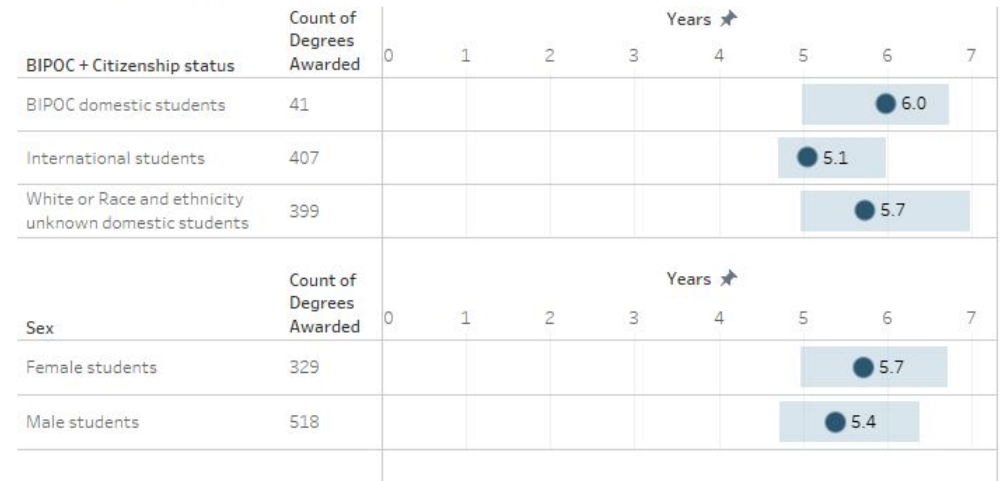 BIPOC + Citizenship status
Count of
Degrees
Awarded
Years
0 1 2 3 4 5 6 7
BIPOC domestic students 41 6.0
International students 407 5.1
White or Race and ethnicity
unknown domestic students 399 5.7
Sex
Count of
Degrees
Awarded
Years
0 1 2 3 4 5 6 7
Female students 329 5.7
Male students 518 5.4